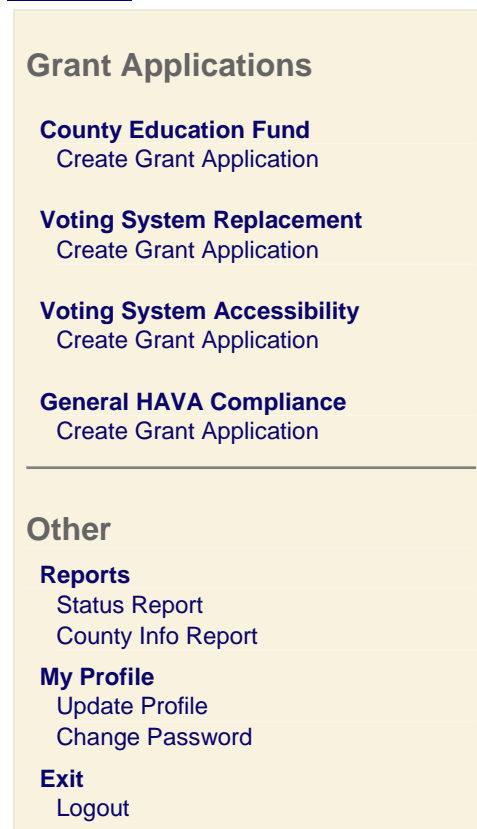 Grant Applications
County Education Fund
Create Grant Application
Voting System Replacement
Create Grant Application
Voting System Accessibility
Create Grant Application
General HAVA Compliance
Create Grant Application
Other
Reports
Status Report
County Info Report
My Profile
Update Profile
Change Password
Exit
Logout